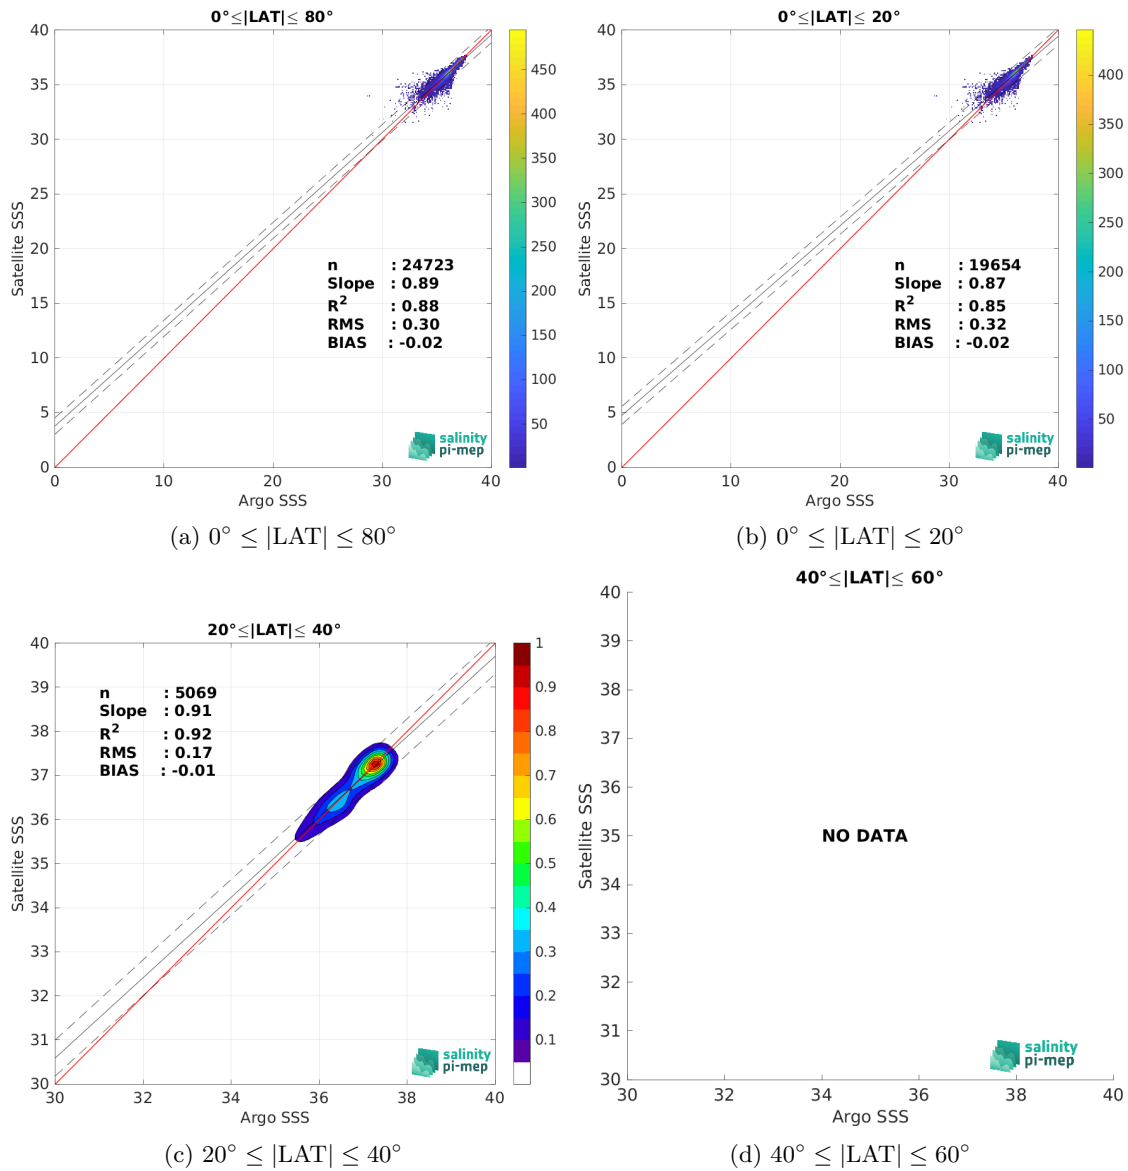 0°≤|LAT|≤ 80°
40
35
30
25
20
15
10
5
0
0
10
20
30
40
Satellite SSS
Argo SSS
n : 24723
Slope : 0.89
R² : 0.88
RMS : 0.30
BIAS : -0.02
salinity
pi-mep
450
400
350
300
250
200
150
100
50
(a) 0° ≤ |LAT| ≤ 80°
0°≤|LAT|≤ 20°
40
35
30
25
20
15
10
5
0
0
10
20
30
40
Satellite SSS
Argo SSS
n : 19654
Slope : 0.87
R² : 0.85
RMS : 0.32
BIAS : -0.02
salinity
pi-mep
400
350
300
250
200
150
100
50
(b) 0° ≤ |LAT| ≤ 20°
20°≤|LAT|≤ 40°
40
39
38
37
36
35
34
33
32
31
30
30
32
34
36
38
40
Satellite SSS
Argo SSS
n : 5069
Slope : 0.91
R² : 0.92
RMS : 0.17
BIAS : -0.01
salinity
pi-mep
1
0.9
0.8
0.7
0.6
0.5
0.4
0.3
0.2
0.1
(c) 20° ≤ |LAT| ≤ 40°
40°≤|LAT|≤ 60°
40
39
38
37
36
35
34
33
32
31
30
30
32
34
36
38
40
Satellite SSS
Argo SSS
NO DATA
salinity
pi-mep
(d) 40° ≤ |LAT| ≤ 60°